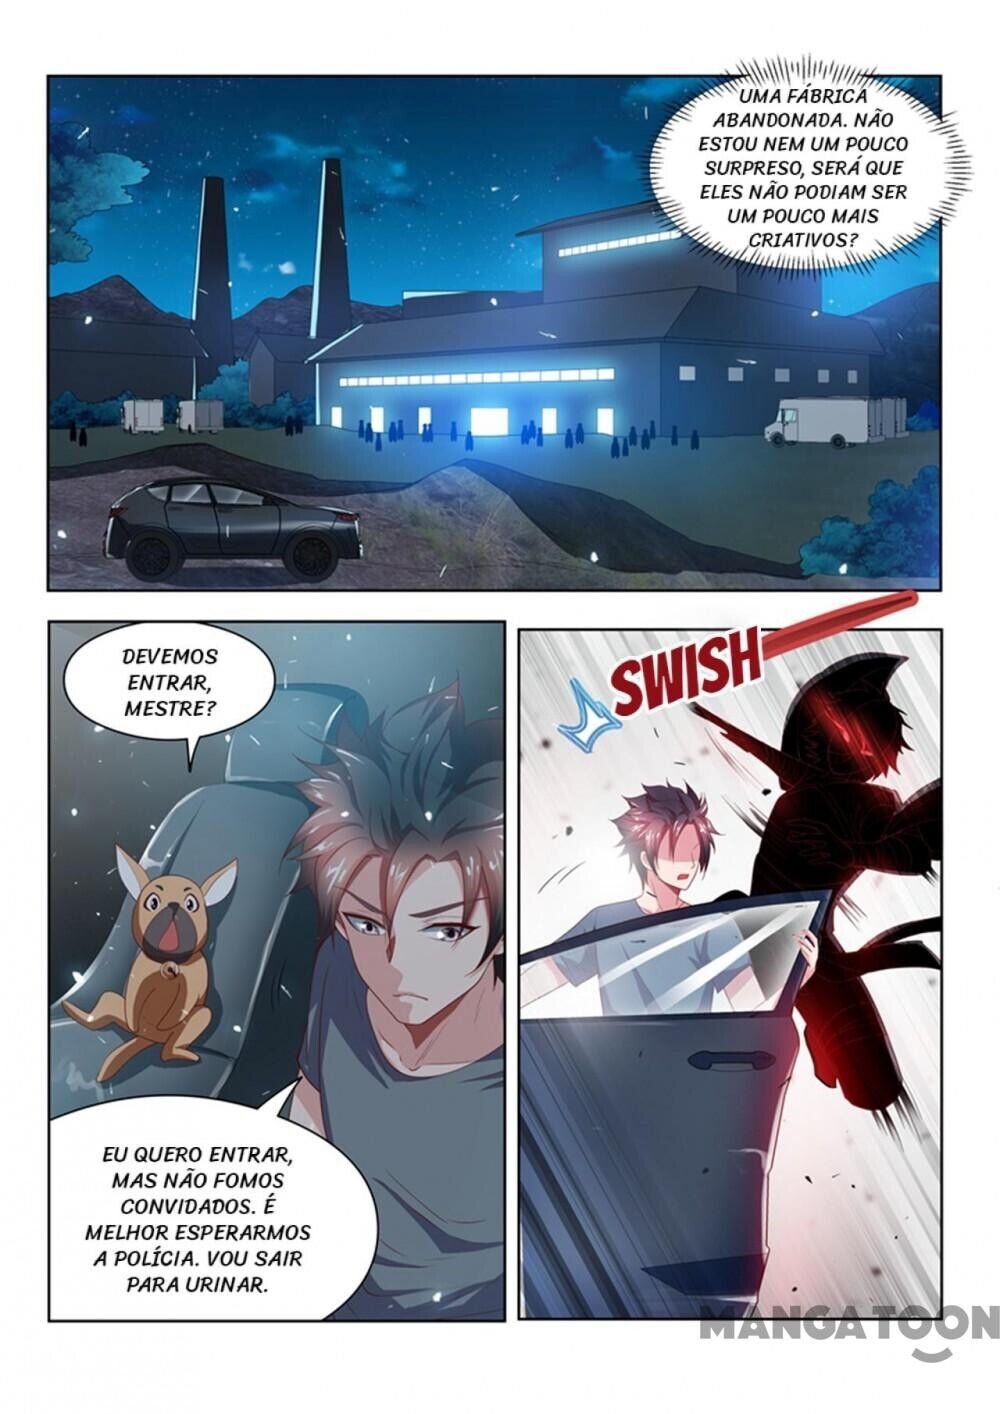 UMA FÁBRICA
ABANDONADA. NÃO
ESTOU NEM UM POUCO
SURPRESO, SERÁ QUE
ELES NÃO PODIAM SER
UM POUCO MAIS
CRIATIVOS?
DEVEMOS
ENTRAR,
MESTRE?
EU QUERO ENTRAR,
MAS NÃO FOMOS
CONVIDADOS. É
MELHOR ESPERARMOS
A POLÍCIA. VOU SAIR
PARA URINAR.
SWISH
MANGATOON